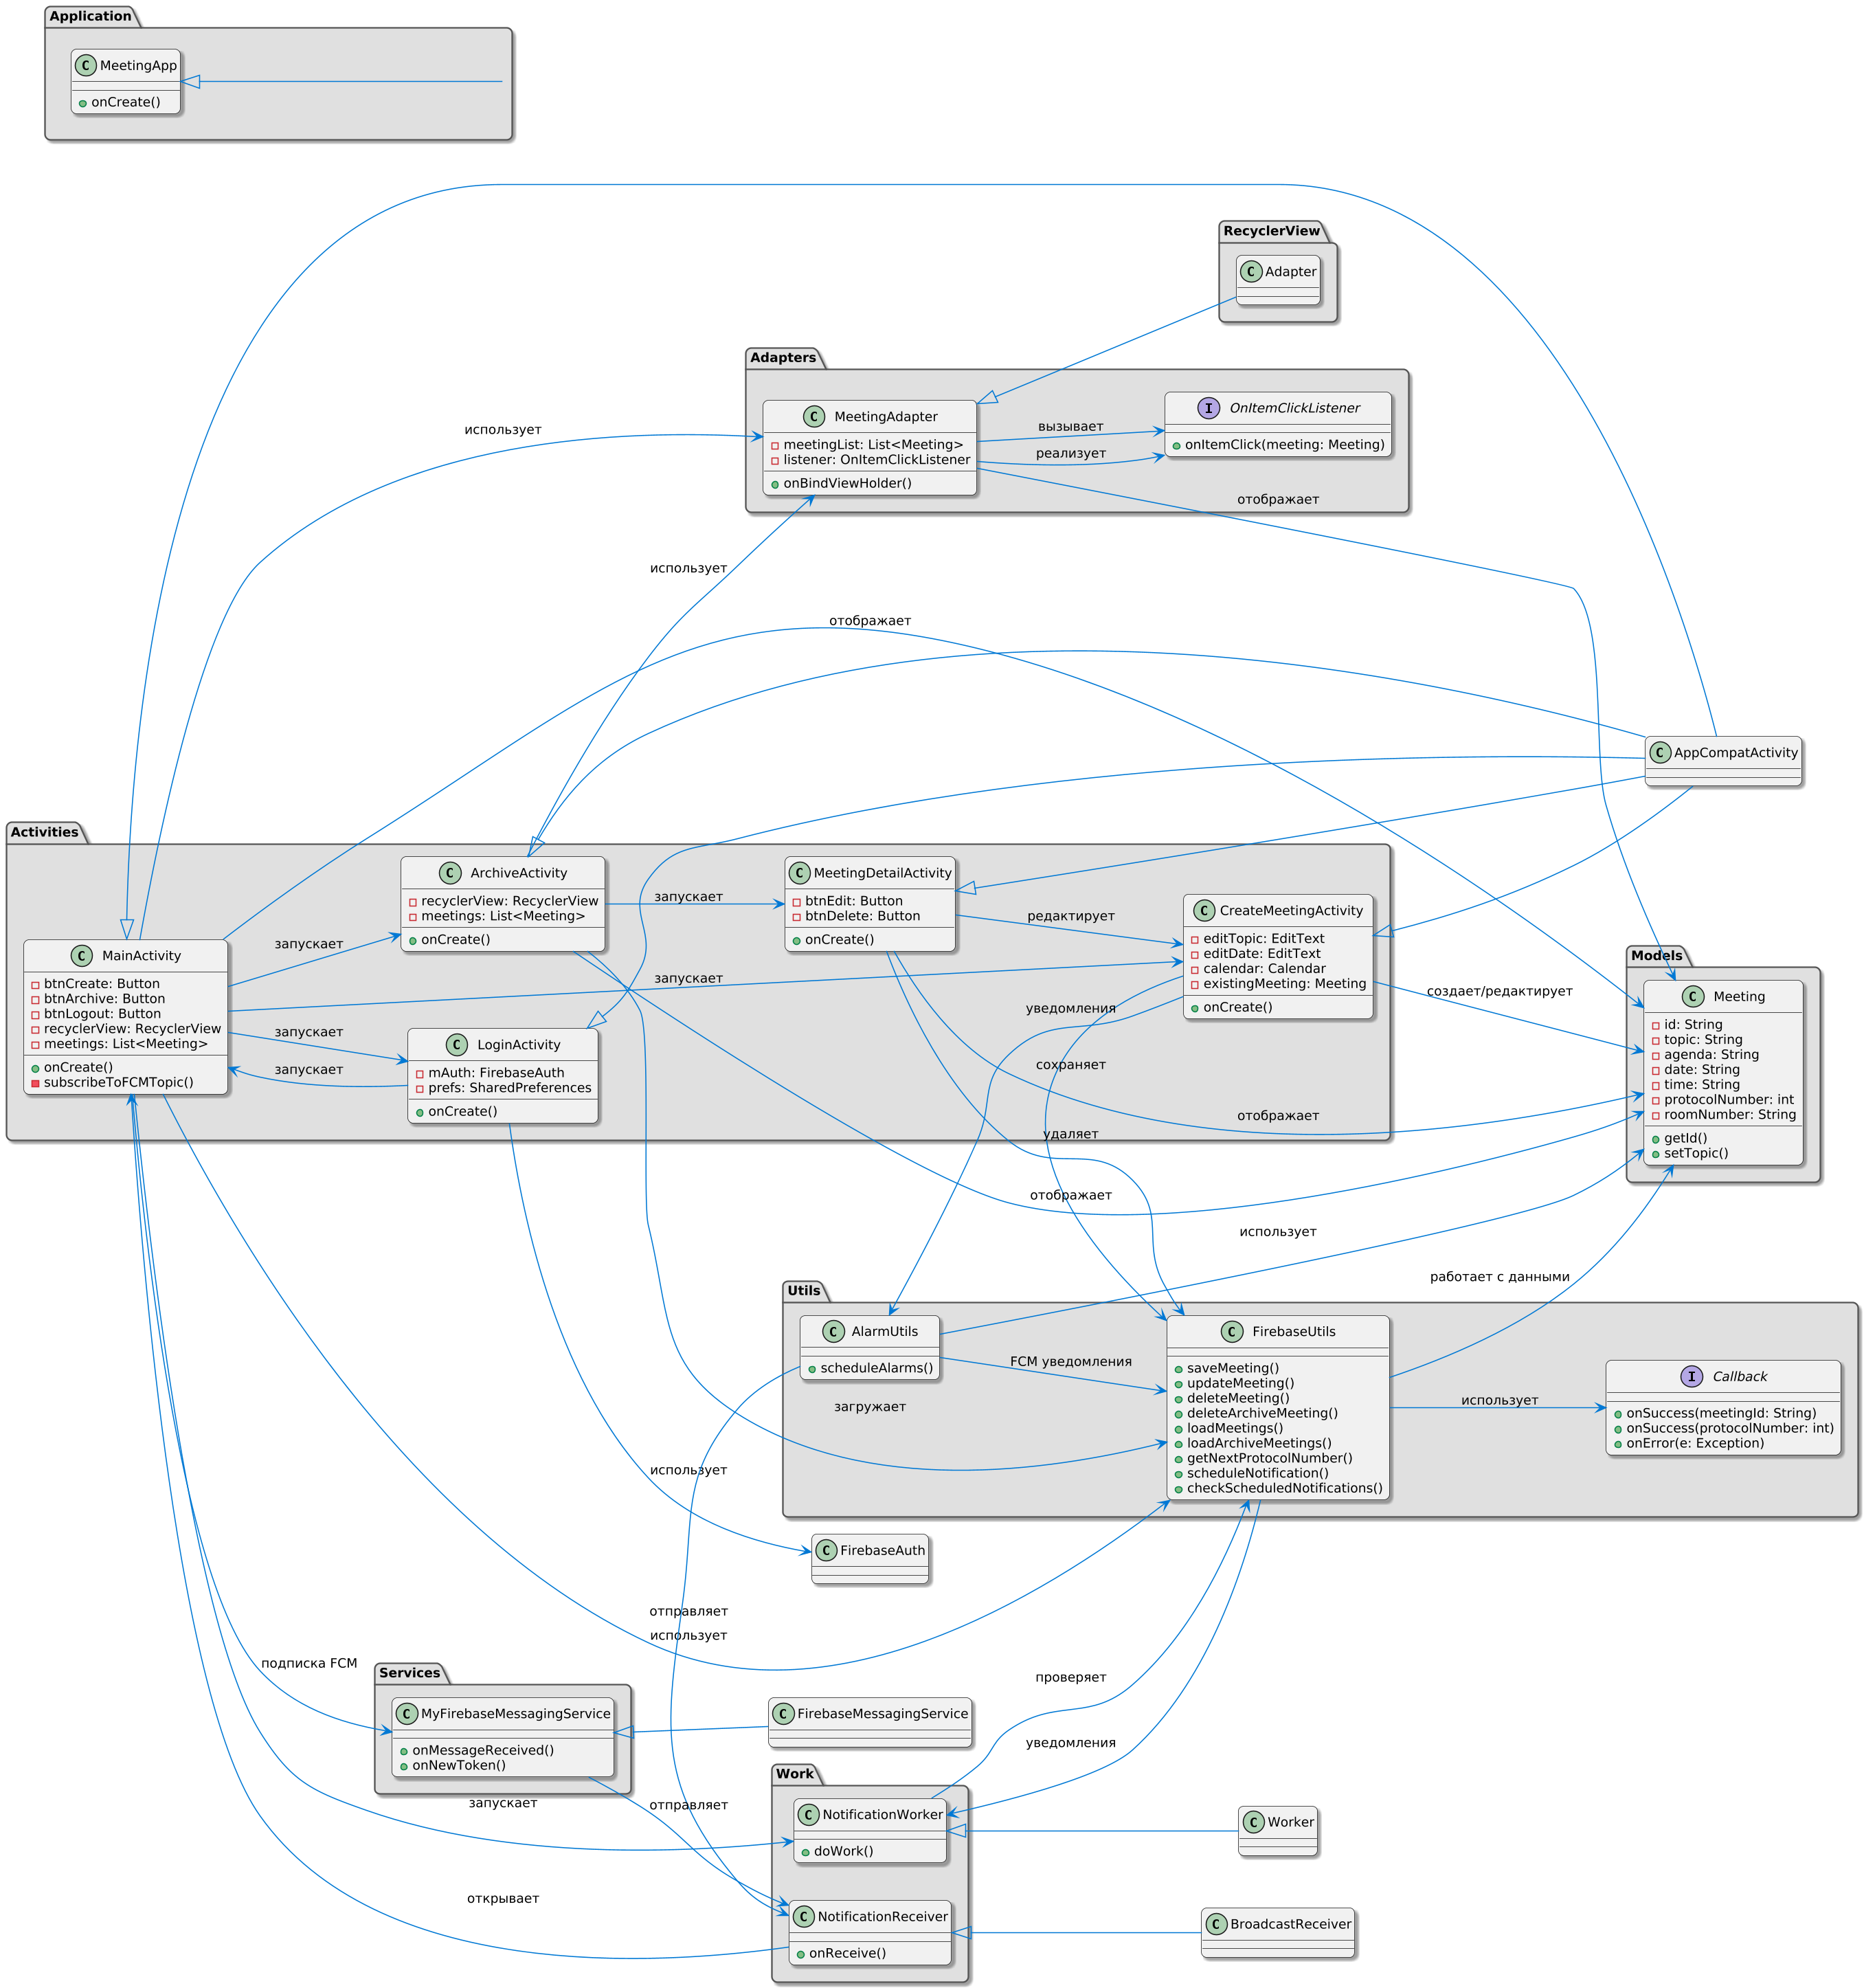 Application
C MeetingApp
onCreate()
RecyclerView
C Adapter
Adapters
C MeetingAdapter
meetingList: List<Meeting>
listener: OnItemClickListener
onBindViewHolder()
вызывает
реализует
I OnItemClickListener
onItemClick(meeting: Meeting)
использует
отображает
использует
отображает
C AppCompatActivity
Activities
C MainActivity
btnCreate: Button
btnArchive: Button
btnLogout: Button
recyclerView: RecyclerView
meetings: List<Meeting>
onCreate()
subscribeToFCMTopic()
запускает
запускает
запускает
C ArchiveActivity
recyclerView: RecyclerView
meetings: List<Meeting>
onCreate()
C LoginActivity
mAuth: FirebaseAuth
prefs: SharedPreferences
onCreate()
запускает
запускает
C MeetingDetailActivity
btnEdit: Button
btnDelete: Button
onCreate()
редактирует
уведомления
сохраняет
удаляет
отображает
отображает
C CreateMeetingActivity
editTopic: EditText
editDate: EditText
calendar: Calendar
existingMeeting: Meeting
onCreate()
создает/редактирует
Models
C Meeting
id: String
topic: String
agenda: String
date: String
time: String
protocolNumber: int
roomNumber: String
getId()
setTopic()
использует
работает с данными
Utils
C AlarmUtils
scheduleAlarms()
FCM уведомления
загружает
C FirebaseUtils
saveMeeting()
updateMeeting()
deleteMeeting()
deleteArchiveMeeting()
loadMeetings()
loadArchiveMeetings()
getNextProtocolNumber()
scheduleNotification()
checkScheduledNotifications()
использует
I Callback
onSuccess(meetingId: String)
onSuccess(protocolNumber: int)
onError(e: Exception)
использует
C FirebaseAuth
отправляет
использует
подписка FCM
Services
C MyFirebaseMessagingService
onMessageReceived()
onNewToken()
C FirebaseMessagingService
проверяет
уведомления
запускает
отправляет
Work
C NotificationWorker
doWork()
C Worker
открывает
C NotificationReceiver
onReceive()
C BroadcastReceiver